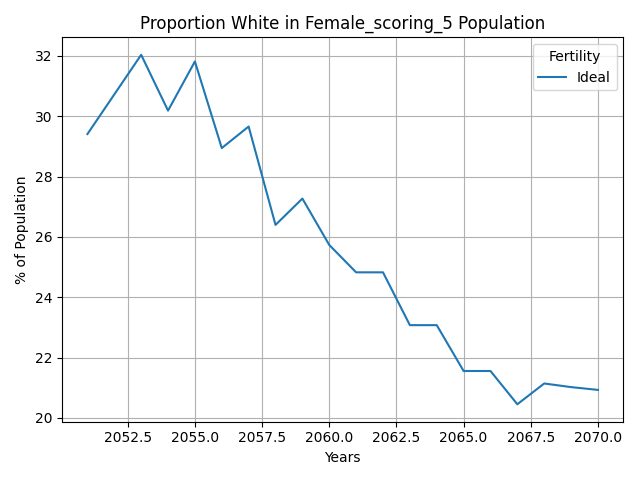 Proportion White in Female_scoring_5 Population
Fertility
Ideal
% of Population
32
30
28
26
24
22
20
2052.5 2055.0 2057.5 2060.0 2062.5 2065.0 2067.5 2070.0
Years